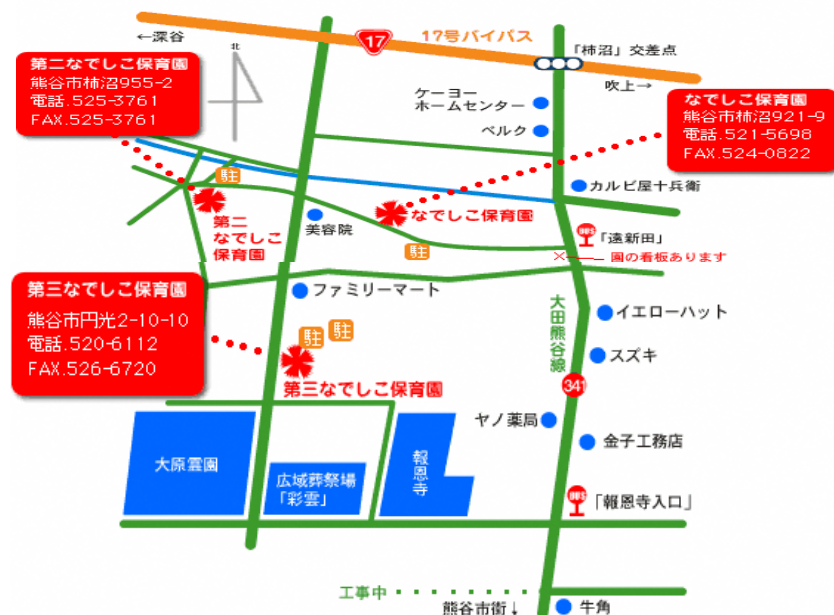 ←深谷
17
17号バイパス
「柿沼」交差点
吹上→
北
第二なでしこ保育園
熊谷市柿沼955-2
電話.525-3761
FAX.525-3761
ケーヨー
ホームセンター
ベルク
なでしこ保育園
熊谷市柿沼921-9
電話.521-5698
FAX.524-0822
駐
カルビ屋十兵衛
第二
なでしこ
保育園
美容院
なでしこ保育園
駐
BUS
「遠新田」
×── 園の看板あります
第三なでしこ保育園
熊谷市円光2-10-10
電話.520-6112
FAX.526-6720
ファミリーマート
大田熊谷線
イエローハット
駐
駐
スズキ
第三なでしこ保育園
341
ヤノ薬局
金子工務店
大原霊園
広域葬祭場
「彩雲」
報恩寺
BUS
「報恩寺入口」
工事中
熊谷市街↓
牛角